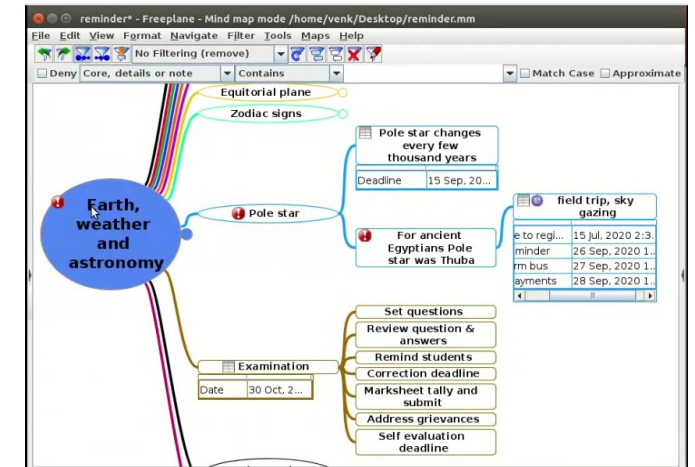 reminder* - Freeplane - Mind map mode /home/venk/Desktop/reminder.mm
File Edit View Format Navigate Filter Tools Maps Help
No Filtering (remove)
Deny Core, details or note Contains Match Case Approximate
Equitorial plane
Zodiac signs
Pole star changes
every few
thousand years
Deadline 15 Sep, 20...
Earth,
weather
and
astronomy
Pole star
For ancient
Egyptians Pole
star was Thuba
field trip, sky
gazing
e to regi... 15 Jul, 2020 2:3.
minder 26 Sep, 2020 1..
rm bus 27 Sep, 2020 1..
ayments 28 Sep, 2020 1..
Examination
Date 30 Oct, 2...
Set questions
Review question &
answers
Remind students
Correction deadline
Marksheet tally and
submit
Address grievances
Self evaluation
deadline